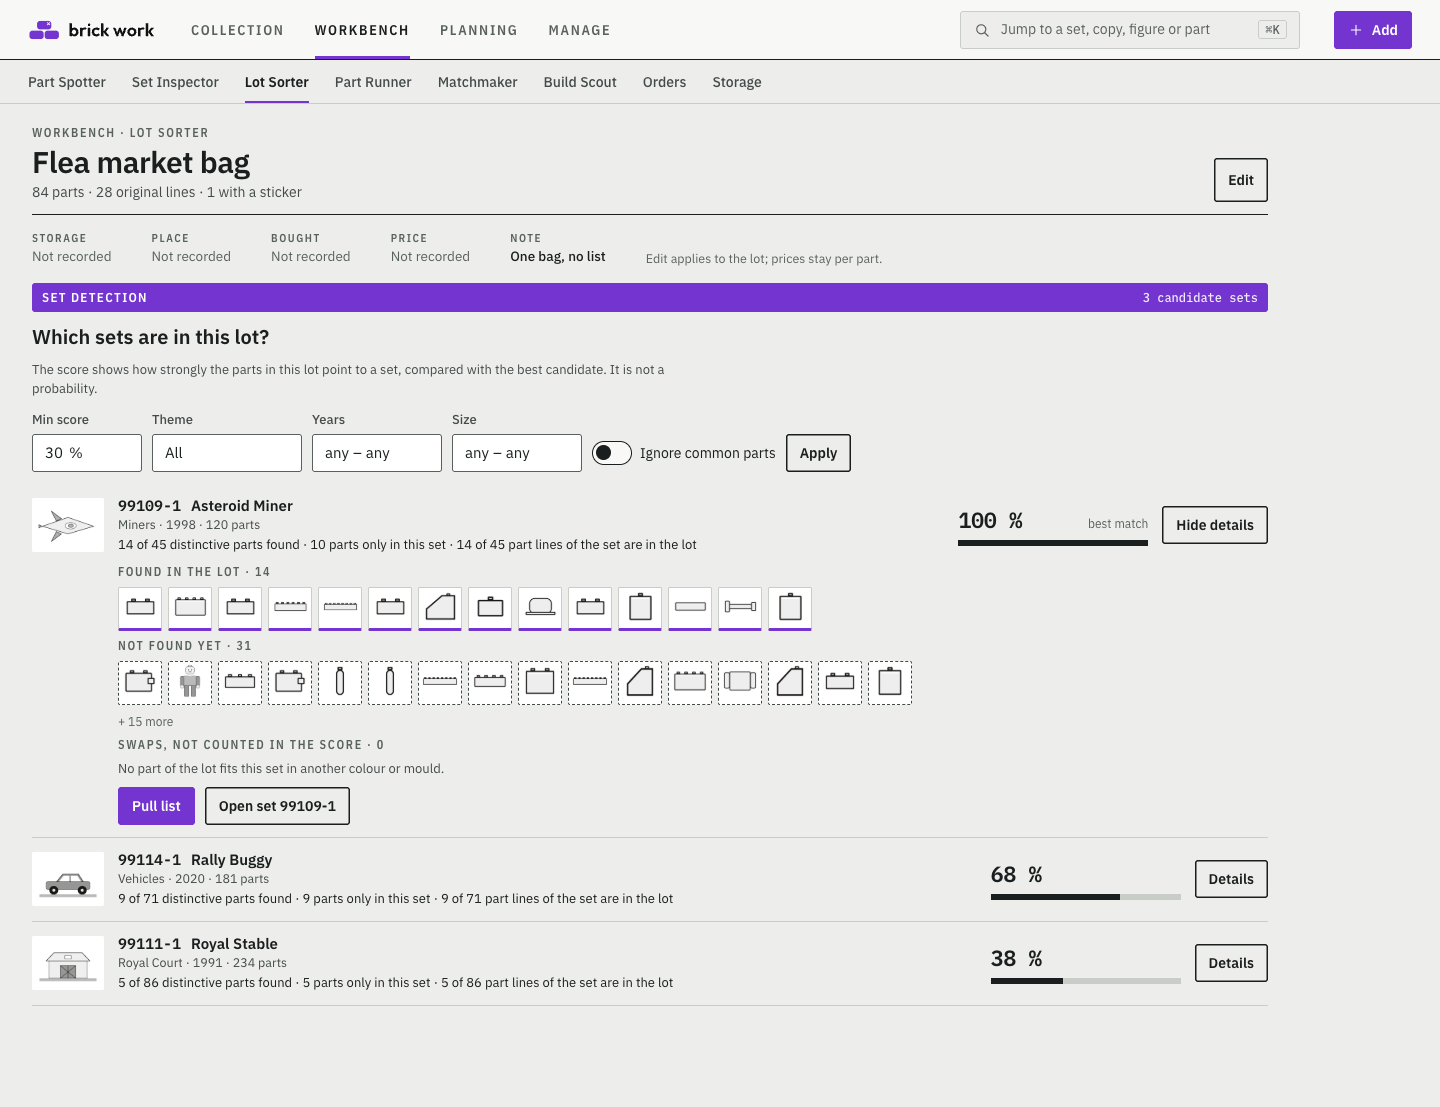 brick work
COLLECTION
WORKBENCH
PLANNING
MANAGE
Jump to a set, copy, figure or part
⌘K
+ Add
Part Spotter
Set Inspector
Lot Sorter
Part Runner
Matchmaker
Build Scout
Orders
Storage
WORKBENCH · LOT SORTER
Flea market bag
84 parts · 28 original lines · 1 with a sticker
Edit
STORAGE
Not recorded
PLACE
Not recorded
BOUGHT
Not recorded
PRICE
Not recorded
NOTE
One bag, no list
Edit applies to the lot; prices stay per part.
SET DETECTION
3 candidate sets
Which sets are in this lot?
The score shows how strongly the parts in this lot point to a set, compared with the best candidate. It is not a
probability.
Min score
30 %
Theme
All
Years
any – any
Size
any – any
Ignore common parts
Apply
99109-1 Asteroid Miner
Miners · 1998 · 120 parts
14 of 45 distinctive parts found · 10 parts only in this set · 14 of 45 part lines of the set are in the lot
100 %
best match
Hide details
FOUND IN THE LOT · 14
NOT FOUND YET · 31
+ 15 more
SWAPS, NOT COUNTED IN THE SCORE · 0
No part of the lot fits this set in another colour or mould.
Pull list
Open set 99109-1
99114-1 Rally Buggy
Vehicles · 2020 · 181 parts
9 of 71 distinctive parts found · 9 parts only in this set · 9 of 71 part lines of the set are in the lot
68 %
Details
99111-1 Royal Stable
Royal Court · 1991 · 234 parts
5 of 86 distinctive parts found · 5 parts only in this set · 5 of 86 part lines of the set are in the lot
38 %
Details